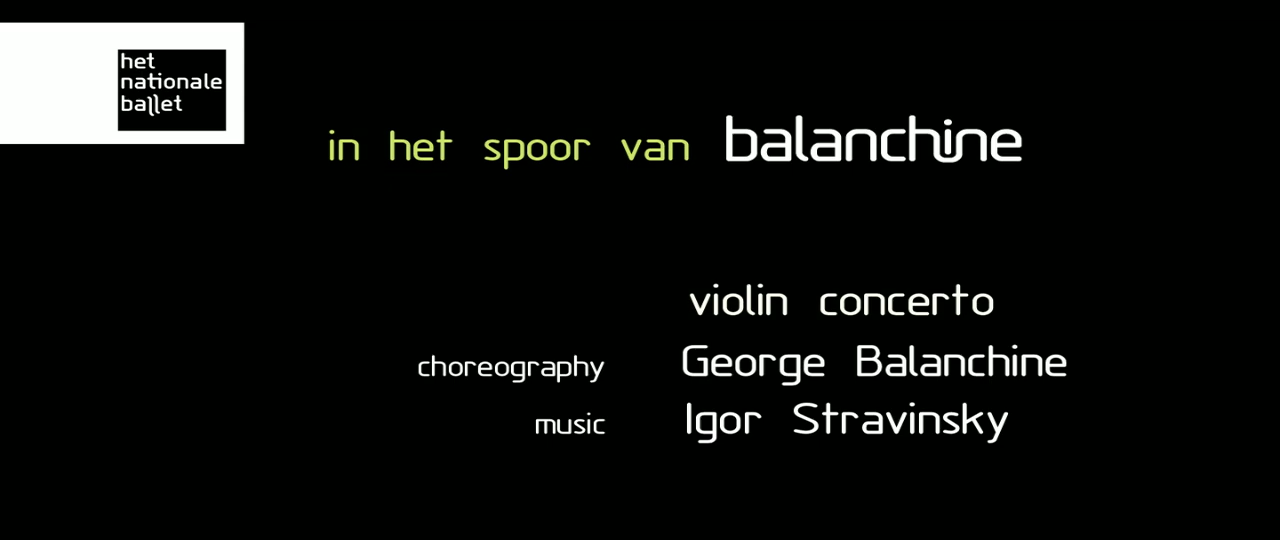 het
nationale
ballet
in het spoor van balanchine
violin concerto
choreography George Balanchine
music Igor Stravinsky